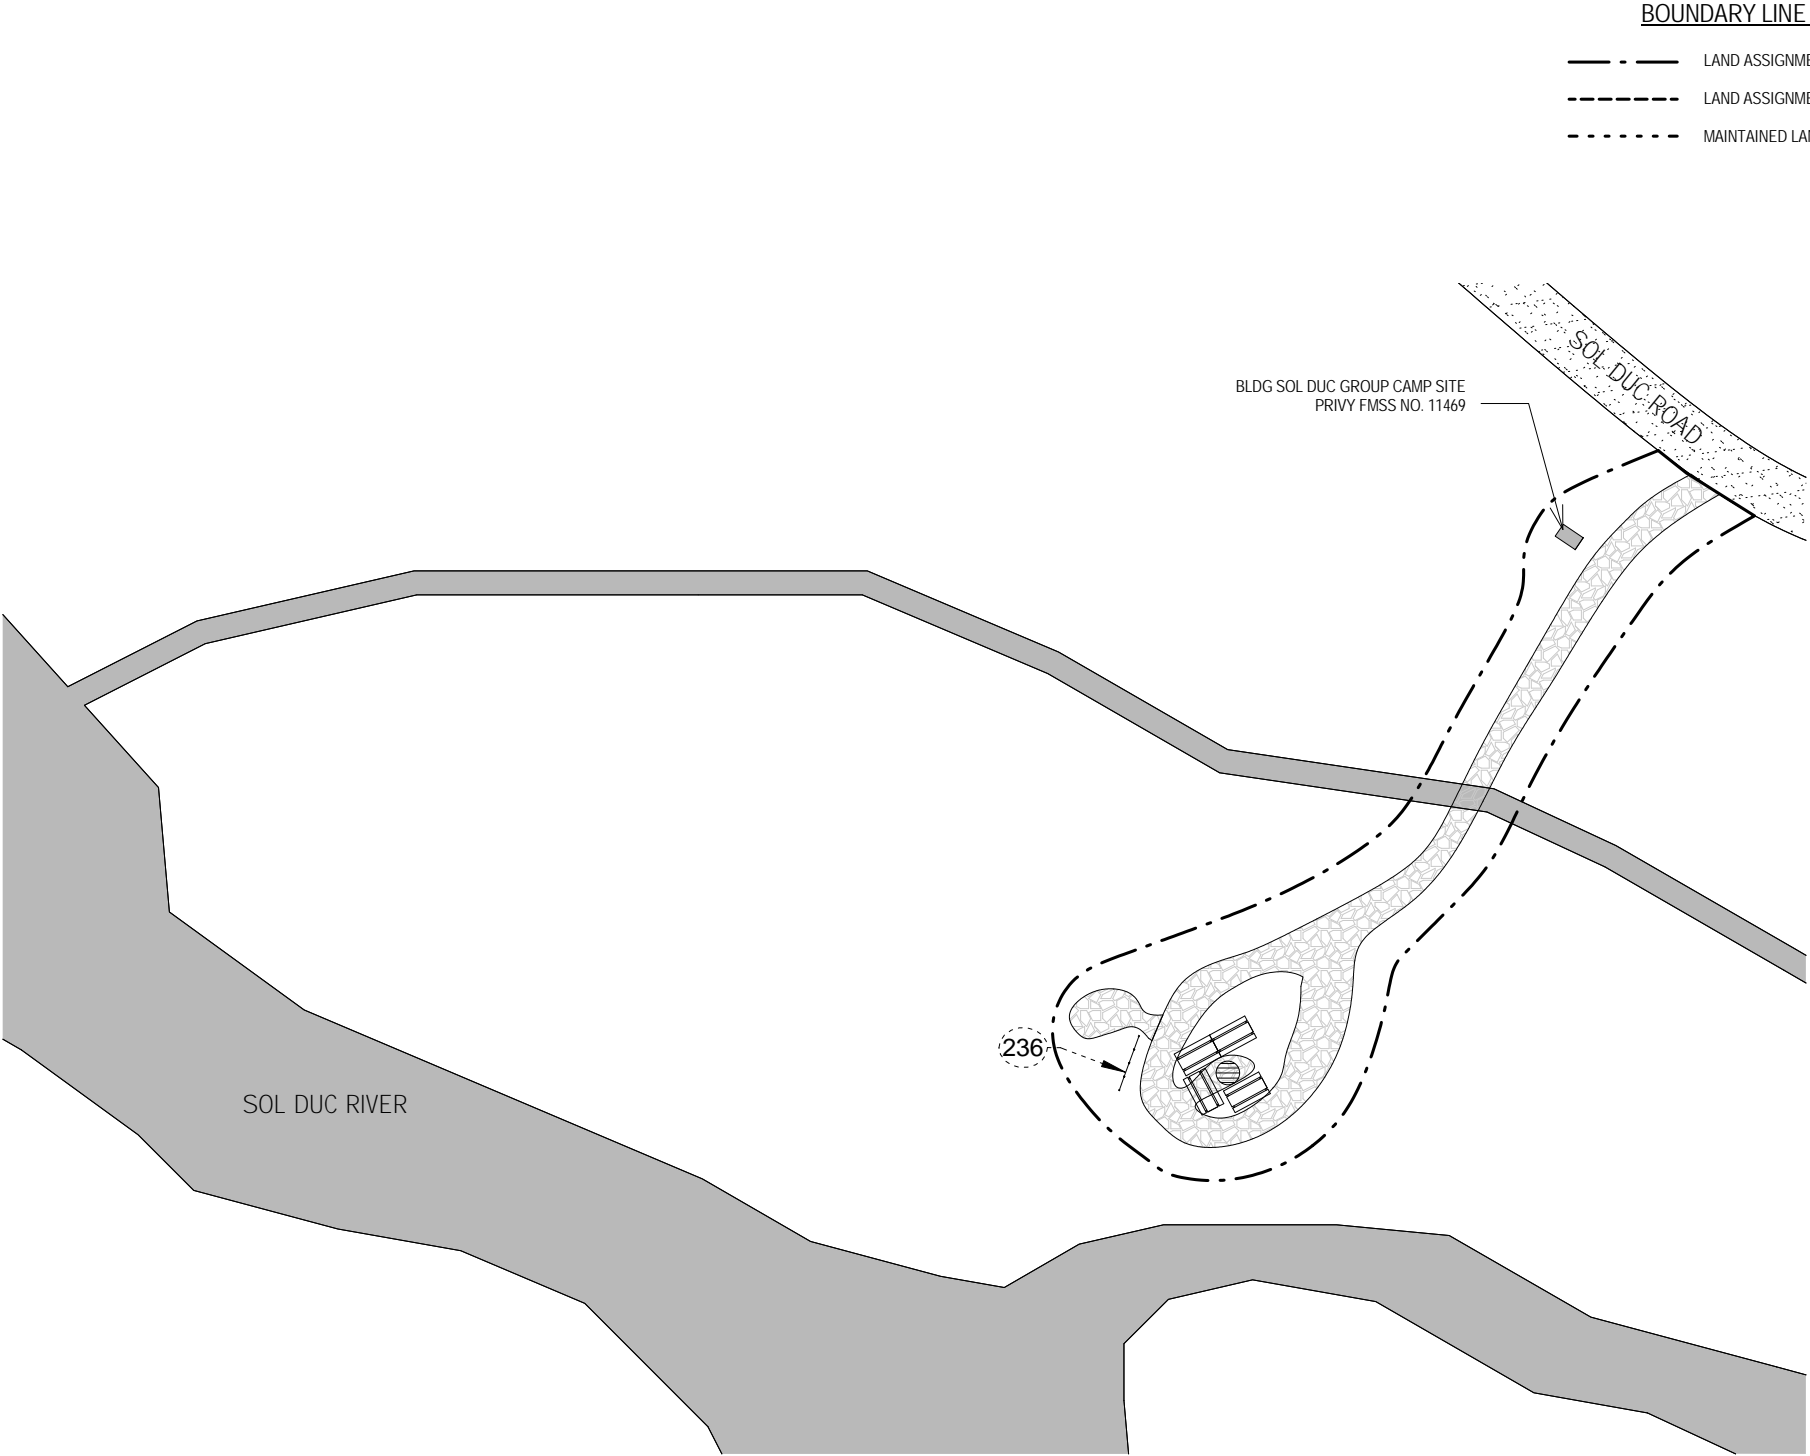 BOUNDARY LINE
LAND ASSIGNME
LAND ASSIGNME
MAINTAINED LAN
SOL DUC ROAD
BLDG SOL DUC GROUP CAMP SITE
PRIVY FMSS NO. 11469
236
SOL DUC RIVER